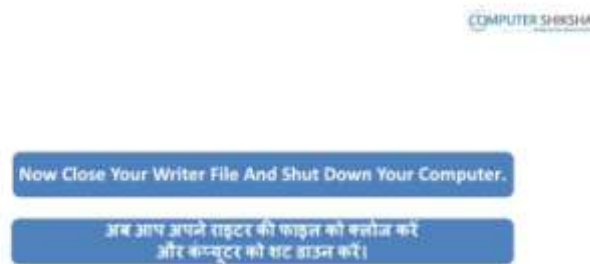 COMPUTER SHIKSHA
Now Close Your Writer File And Shut Down Your Computer.
अब आप अपने राइटर की फाइल को क्लोज करें
और कंप्यूटर को शट डाउन करें।